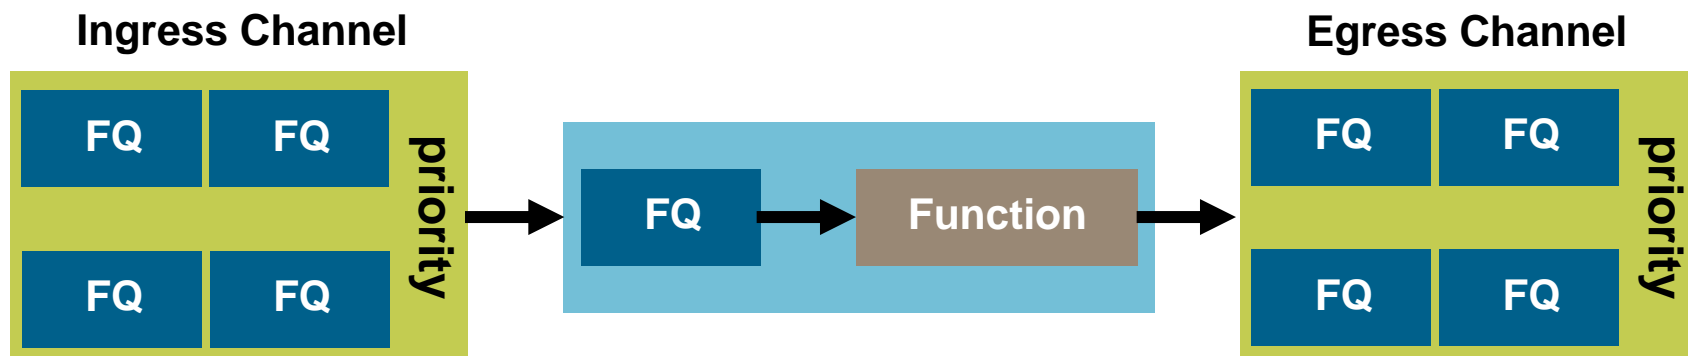 Ingress Channel
FQ FQ
FQ FQ
priority
FQ
Function
Egress Channel
FQ FQ
FQ FQ
priority